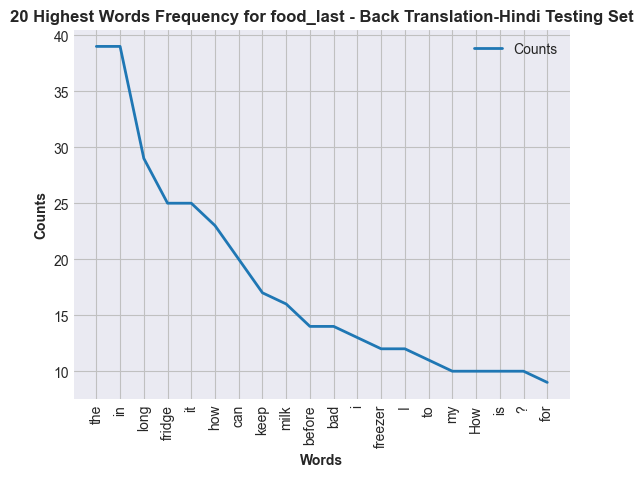 20 Highest Words Frequency for food_last - Back Translation-Hindi Testing Set
Counts
40
35
30
25
20
15
10
Counts
the
in
long
fridge
it
how
can
keep
milk
before
bad
i
freezer
I
to
my
How
is
?
for
Words